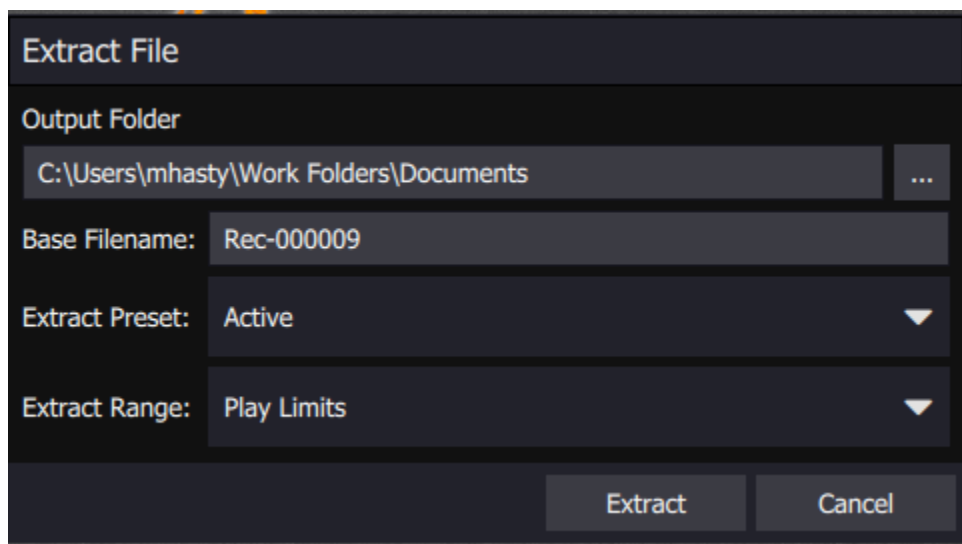 Extract File
Output Folder
C:\Users\mhasty\Work Folders\Documents ...
Base Filename: Rec-000009
Extract Preset: Active
Extract Range: Play Limits
Extract Cancel